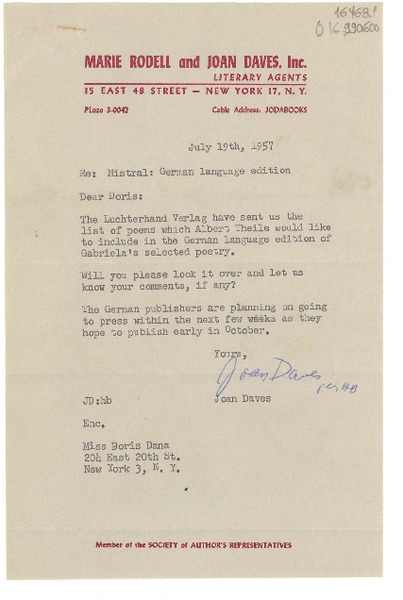 164681
016990600
MARIE RODELL and JOAN DAVES, Inc.
LITERARY AGENTS
15 EAST 48 STREET — NEW YORK 17, N. Y.
PLaza 3-0042 Cable Address: JODABOOKS
July 19th, 1957
Re: Mistral: German language edition
Dear Doris:
The Luchterhand Verlag have sent us the
list of poems which Albert Theile would like
to include in the German language edition of
Gabriela's selected poetry.
Will you please look it over and let us
know your comments, if any?
The German publishers are planning on going
to press within the next few weeks as they
hope to publish early in October.
Yours,
Joan Daves
per HB
JD:hb Joan Daves
Enc.
Miss Doris Dana
204 East 20th St.
New York 3, N. Y.
Member of the SOCIETY of AUTHOR'S REPRESENTATIVES